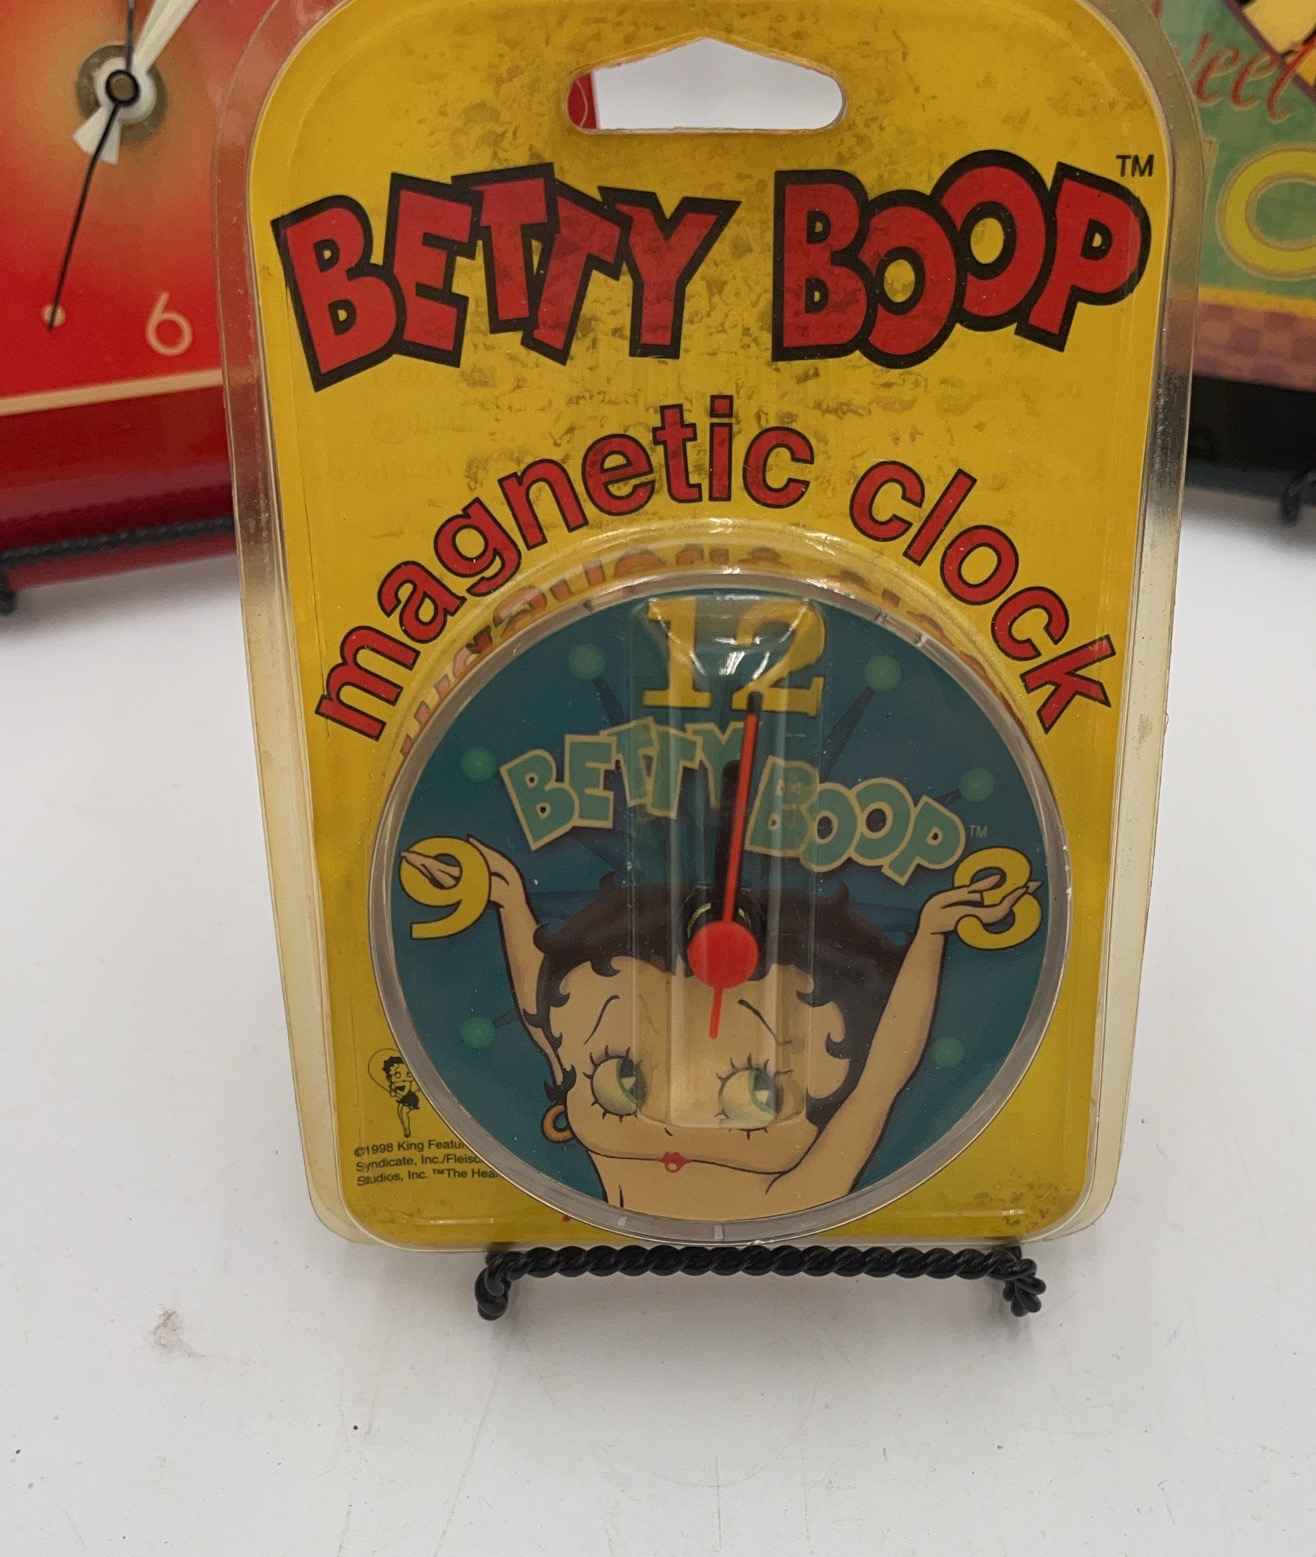 BETTY BOOP™
magnetic clock
12
BETTY BOOP™
9 3
©1998 King
Syndicate, Inc.
Studios, Inc. ™The
6